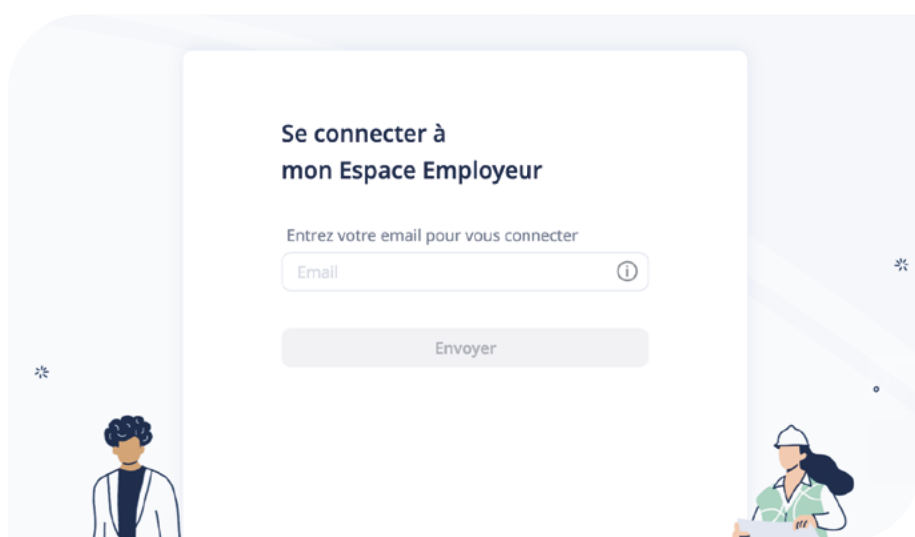 Se connecter à
mon Espace Employeur
Entrez votre email pour vous connecter
Email
Envoyer